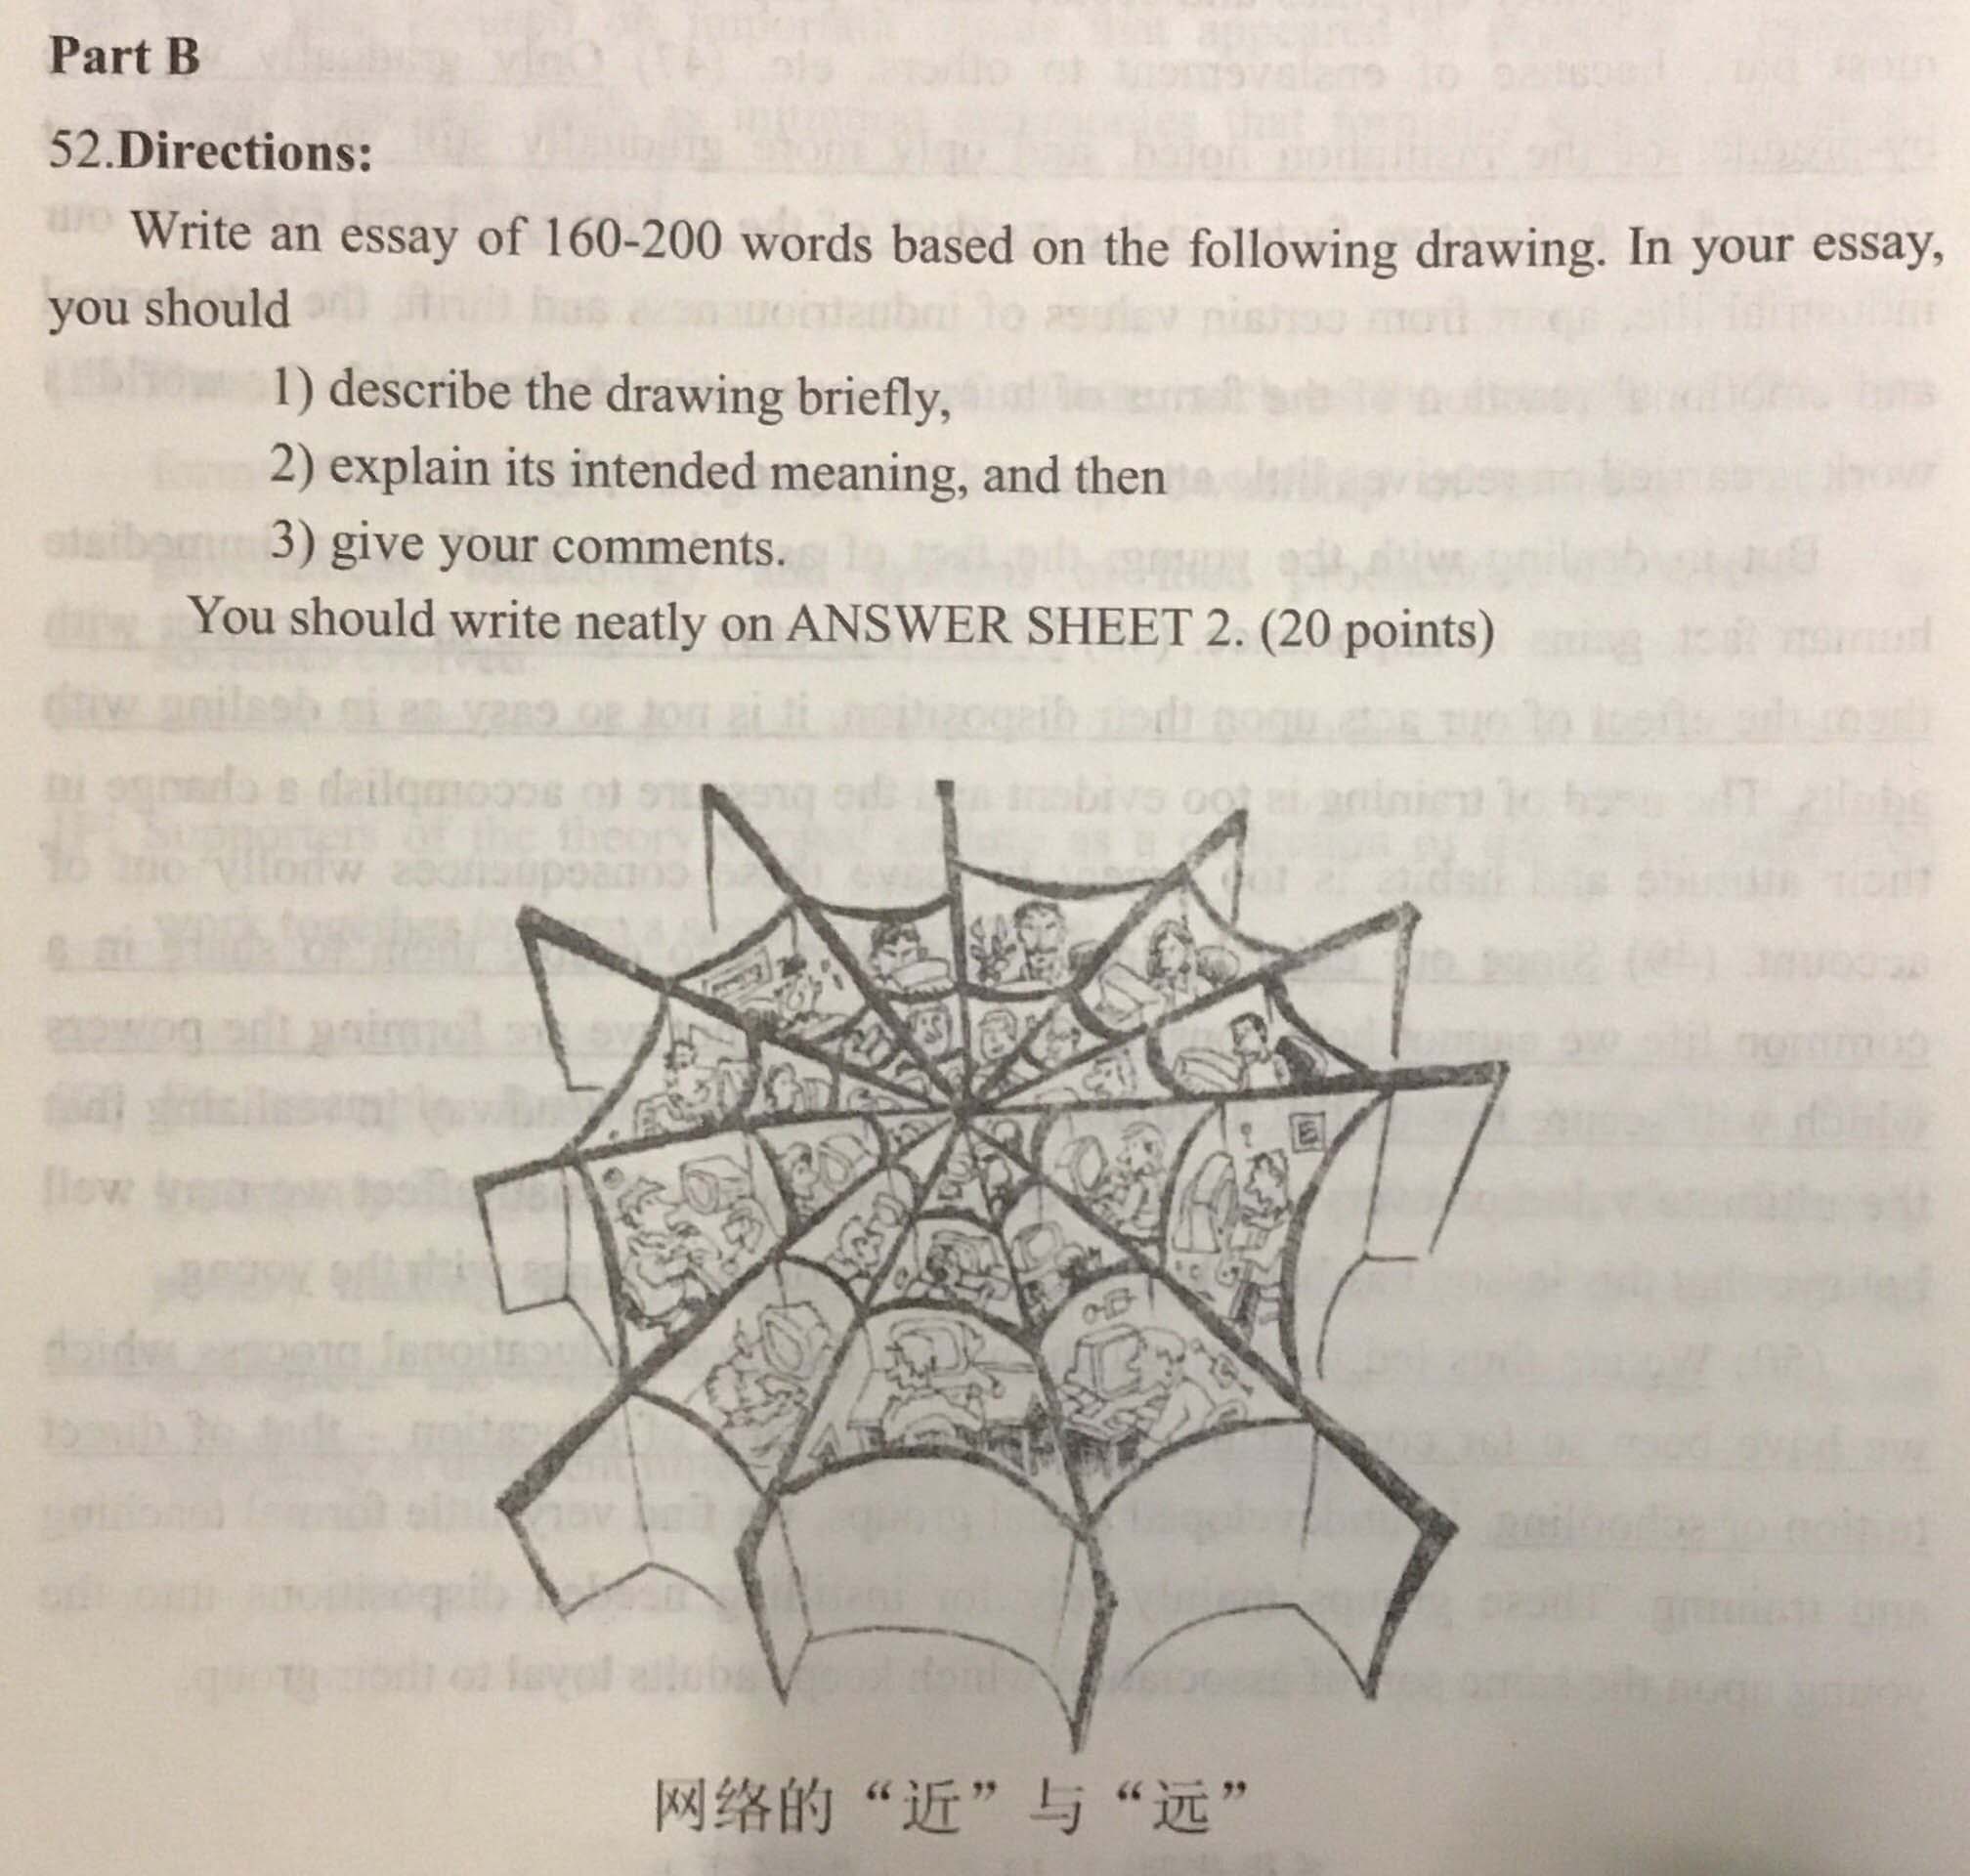 Part B
52.Directions:
Write an essay of 160-200 words based on the following drawing. In your essay,
you should
1) describe the drawing briefly,
2) explain its intended meaning, and then
3) give your comments.
You should write neatly on ANSWER SHEET 2. (20 points)
网络的“近”与“远”